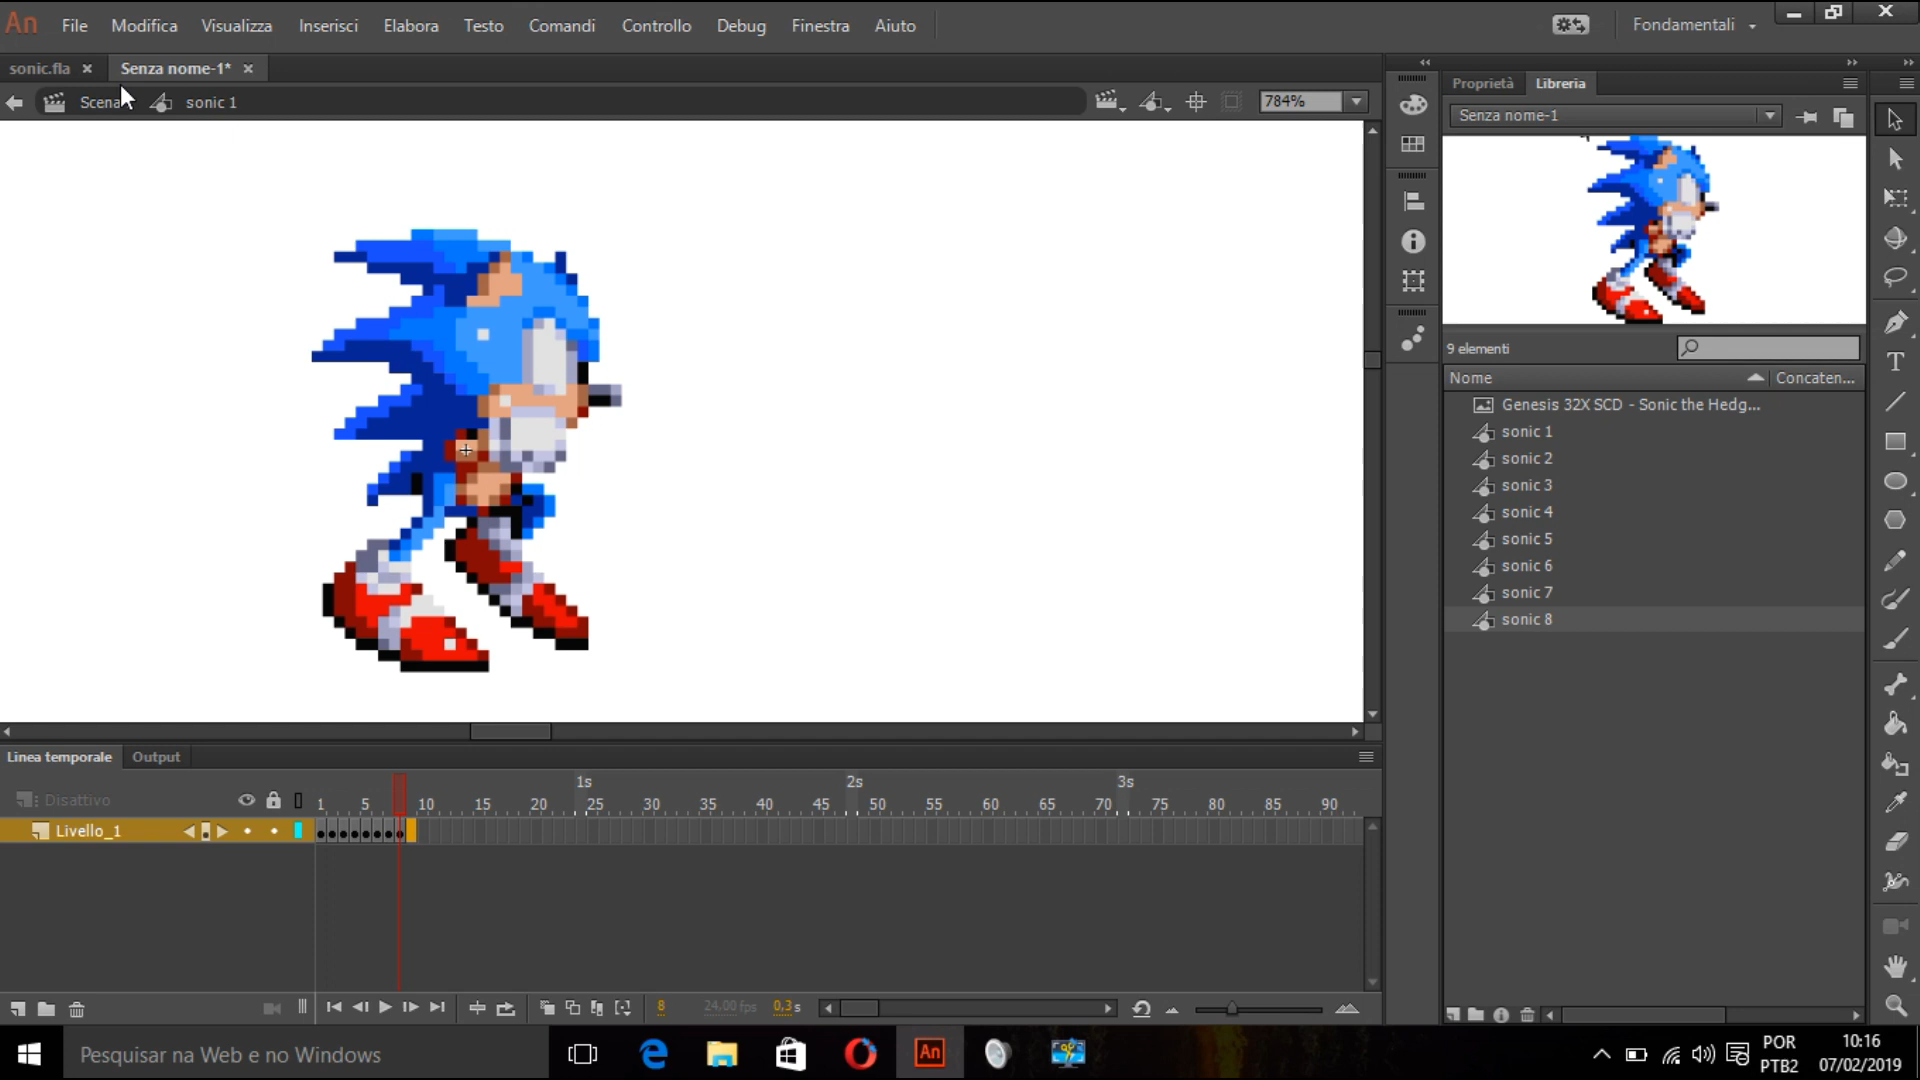 An File Modifica Visualizza Inserisci Elabora Testo Comandi Controllo Debug Finestra Aiuto Fondamentali
sonic.fla Senza nome-1*
Scena sonic 1 784%
Proprietà Libreria
Senza nome-1
9 elementi
Nome Concaten...
Genesis 32X SCD - Sonic the Hedg...
sonic 1
sonic 2
sonic 3
sonic 4
sonic 5
sonic 6
sonic 7
sonic 8
Linea temporale Output
1s 2s 3s
Disattivo 1 5 10 15 20 25 30 35 40 45 50 55 60 65 70 75 80 85 90
Livello_1
8 24,00 fps 0,3 s
Pesquisar na Web e no Windows An POR 10:16
PTB2 07/02/2019